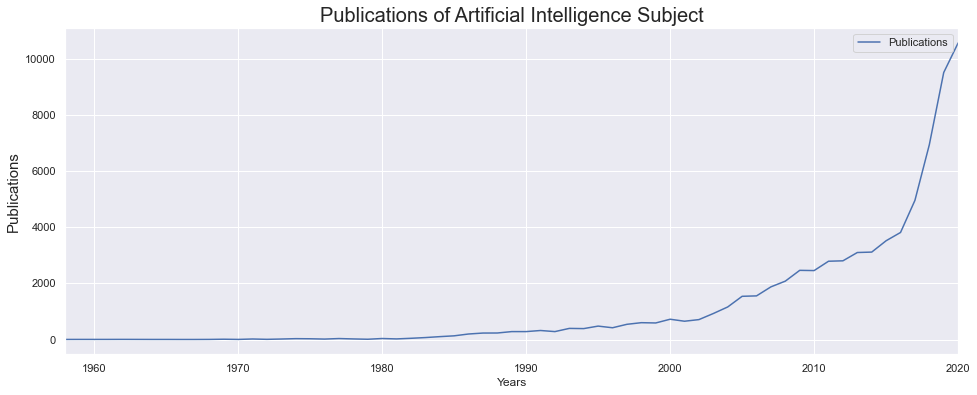 Publications of Artificial Intelligence Subject
Publications
10000
8000
6000
4000
2000
0
Publications
1960 1970 1980 1990 2000 2010 2020
Years